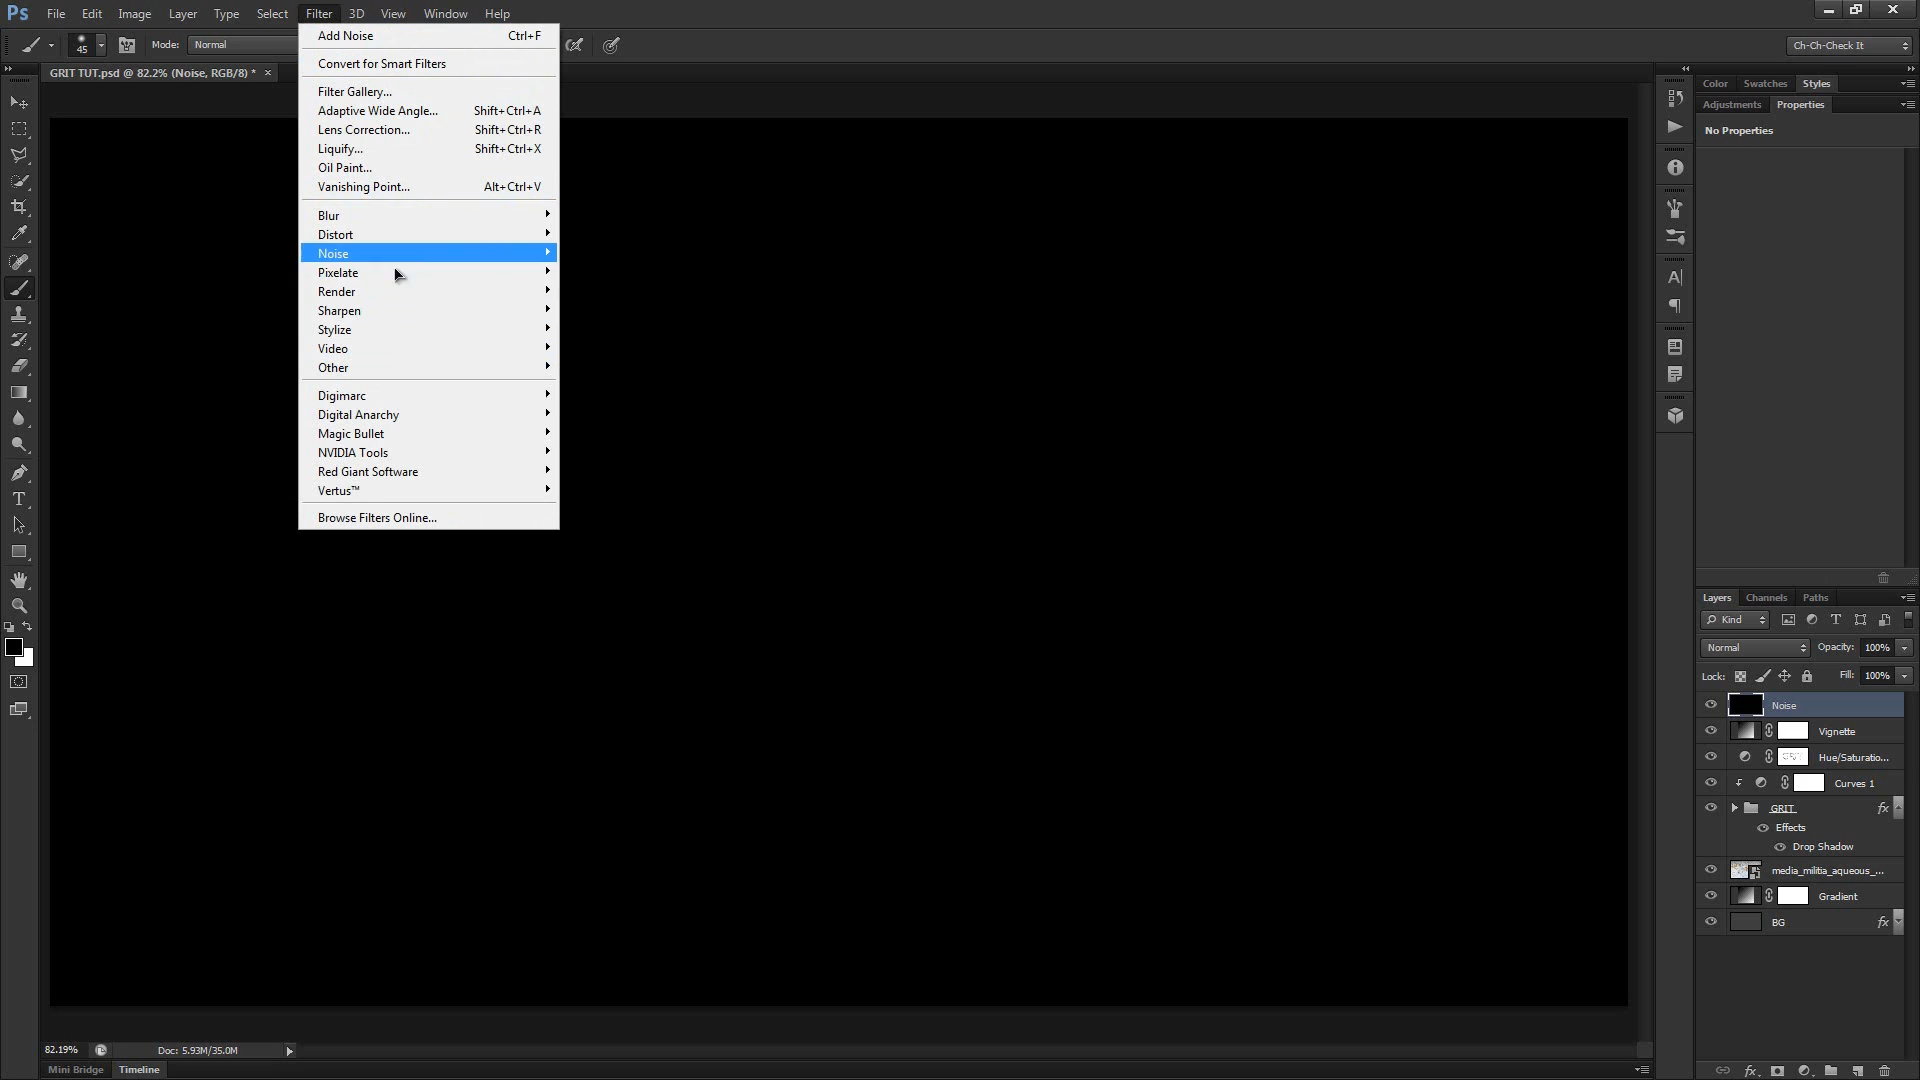 Ps File Edit Image Layer Type Select Filter 3D View Window Help
45 Mode: Normal Ch-Ch-Check It
GRIT TUT.psd @ 82.2% (Noise, RGB/8) * ×
Add Noise Ctrl+F
Convert for Smart Filters
Filter Gallery...
Adaptive Wide Angle... Shift+Ctrl+A
Lens Correction... Shift+Ctrl+R
Liquify... Shift+Ctrl+X
Oil Paint...
Vanishing Point... Alt+Ctrl+V
Blur
Distort
Noise
Pixelate
Render
Sharpen
Stylize
Video
Other
Digimarc
Digital Anarchy
Magic Bullet
NVIDIA Tools
Red Giant Software
Vertus™
Browse Filters Online...
Color Swatches Styles
Adjustments Properties
No Properties
Layers Channels Paths
Kind
Normal Opacity: 100%
Lock: Fill: 100%
Noise
Vignette
Hue/Saturatio...
Curves 1
GRIT fx
Effects
Drop Shadow
media_militia_aqueous_...
Gradient
BG fx
82.19% Doc: 5.93M/35.0M
Mini Bridge Timeline